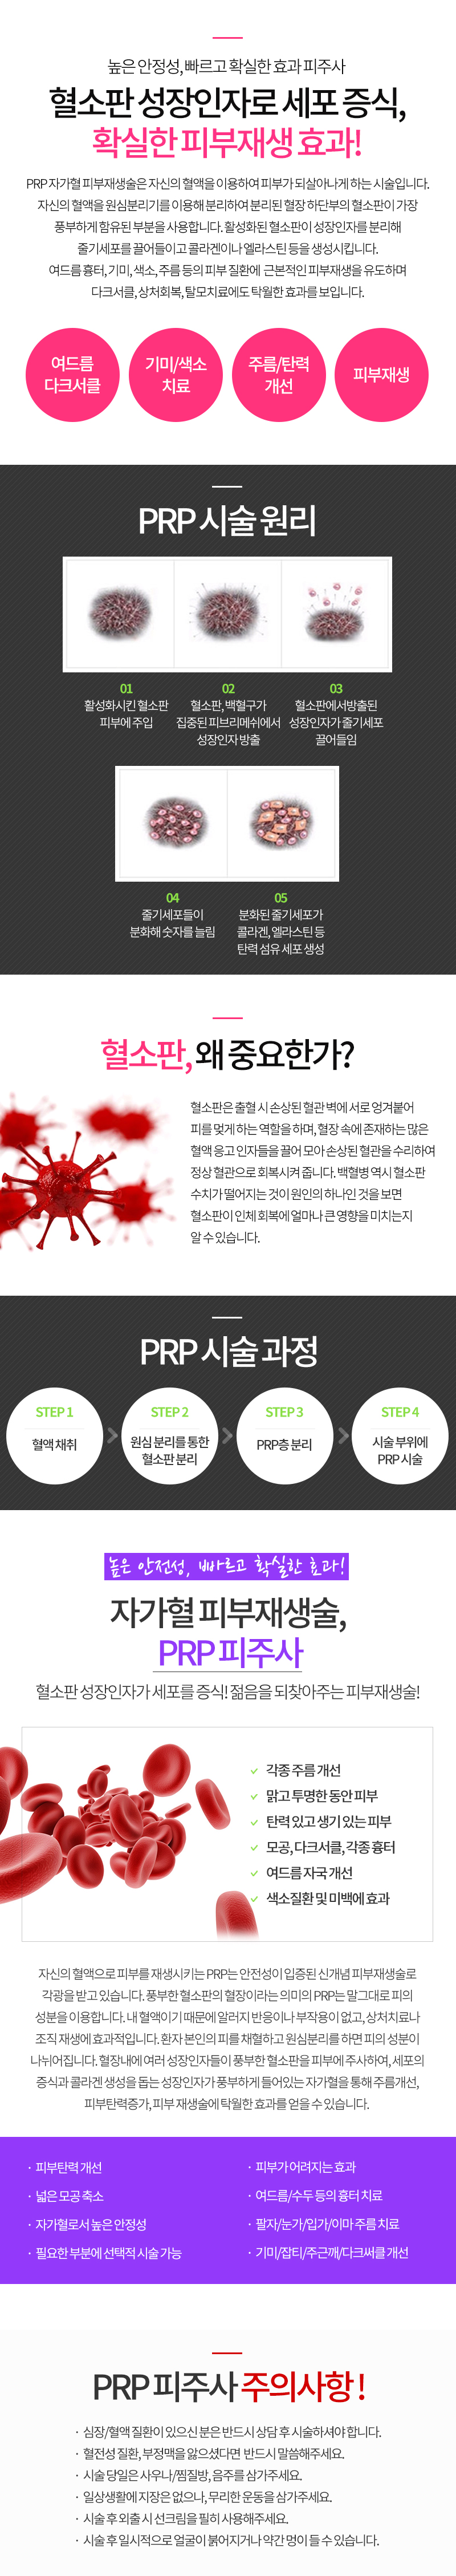 높은 안정성, 빠르고 확실한 효과 피주사
혈소판 성장인자로 세포 증식,
확실한 피부재생 효과!
PRP 자가혈 피부재생술은 자신의 혈액을 이용하여 피부가 되살아나게 하는 시술입니다.
자신의 혈액을 원심분리기를 이용해 분리하여 분리된 혈장 하단부의 혈소판이 가장
풍부하게 함유된 부분을 사용합니다. 활성화된 혈소판이 성장인자를 분리해
줄기세포를 끌어들이고 콜라겐이나 엘라스틴 등을 생성시킵니다.
여드름 흉터, 기미, 색소, 주름 등의 피부 질환에 근본적인 피부재생을 유도하며
다크서클, 상처회복, 탈모치료에도 탁월한 효과를 보입니다.
여드름
다크서클
기미/색소
치료
주름/탄력
개선
피부재생
PRP 시술 원리
01
활성화시킨 혈소판
피부에 주입
02
혈소판, 백혈구가
집중된 피브리메쉬에서
성장인자 방출
03
혈소판에서방출된
성장인자가 줄기세포
끌어들임
04
줄기세포들이
분화해 숫자를 늘림
05
분화된 줄기세포가
콜라겐, 엘라스틴 등
탄력 섬유 세포 생성
혈소판, 왜 중요한가?
혈소판은 출혈 시 손상된 혈관 벽에 서로 엉겨붙어
피를 멎게 하는 역할을 하며, 혈장 속에 존재하는 많은
혈액 응고 인자들을 끌어 모아 손상된 혈관을 수리하여
정상 혈관으로 회복시켜 줍니다. 백혈병 역시 혈소판
수치가 떨어지는 것이 원인의 하나인 것을 보면
혈소판이 인체 회복에 얼마나 큰 영향을 미치는지
알 수 있습니다.
PRP 시술 과정
STEP 1
혈액 채취
STEP 2
원심 분리를 통한
혈소판 분리
STEP 3
PRP층 분리
STEP 4
시술 부위에
PRP 시술
높은 안전성, 빠르고 확실한 효과!
자가혈 피부재생술,
PRP 피주사
혈소판 성장인자가 세포를 증식! 젊음을 되찾아주는 피부재생술!
각종 주름 개선
맑고 투명한 동안 피부
탄력 있고 생기 있는 피부
모공, 다크서클, 각종 흉터
여드름 자국 개선
색소질환 및 미백에 효과
자신의 혈액으로 피부를 재생시키는 PRP는 안전성이 입증된 신개념 피부재생술로
각광을 받고 있습니다. 풍부한 혈소판의 혈장이라는 의미의 PRP는 말그대로 피의
성분을 이용합니다. 내 혈액이기 때문에 알러지 반응이나 부작용이 없고, 상처치료나
조직 재생에 효과적입니다. 환자 본인의 피를 채혈하고 원심분리를 하면 피의 성분이
나뉘어집니다. 혈장내에 여러 성장인자들이 풍부한 혈소판을 피부에 주사하여, 세포의
증식과 콜라겐 생성을 돕는 성장인자가 풍부하게 들어있는 자가혈을 통해 주름개선,
피부탄력증가, 피부 재생술에 탁월한 효과를 얻을 수 있습니다.
· 피부탄력 개선
· 넓은 모공 축소
· 자가혈로서 높은 안정성
· 필요한 부분에 선택적 시술 가능
· 피부가 어려지는 효과
· 여드름/수두 등의 흉터 치료
· 팔자/눈가/입가/이마 주름 치료
· 기미/잡티/주근깨/다크써클 개선
PRP 피주사 주의사항 !
· 심장/혈액 질환이 있으신 분은 반드시 상담 후 시술하셔야 합니다.
· 혈전성 질환, 부정맥을 앓으셨다면 반드시 말씀해주세요.
· 시술 당일은 사우나/찜질방, 음주를 삼가주세요.
· 일상생활에 지장은 없으나, 무리한 운동을 삼가주세요.
· 시술 후 외출 시 선크림을 필히 사용해주세요.
· 시술 후 일시적으로 얼굴이 붉어지거나 약간 멍이 들 수 있습니다.